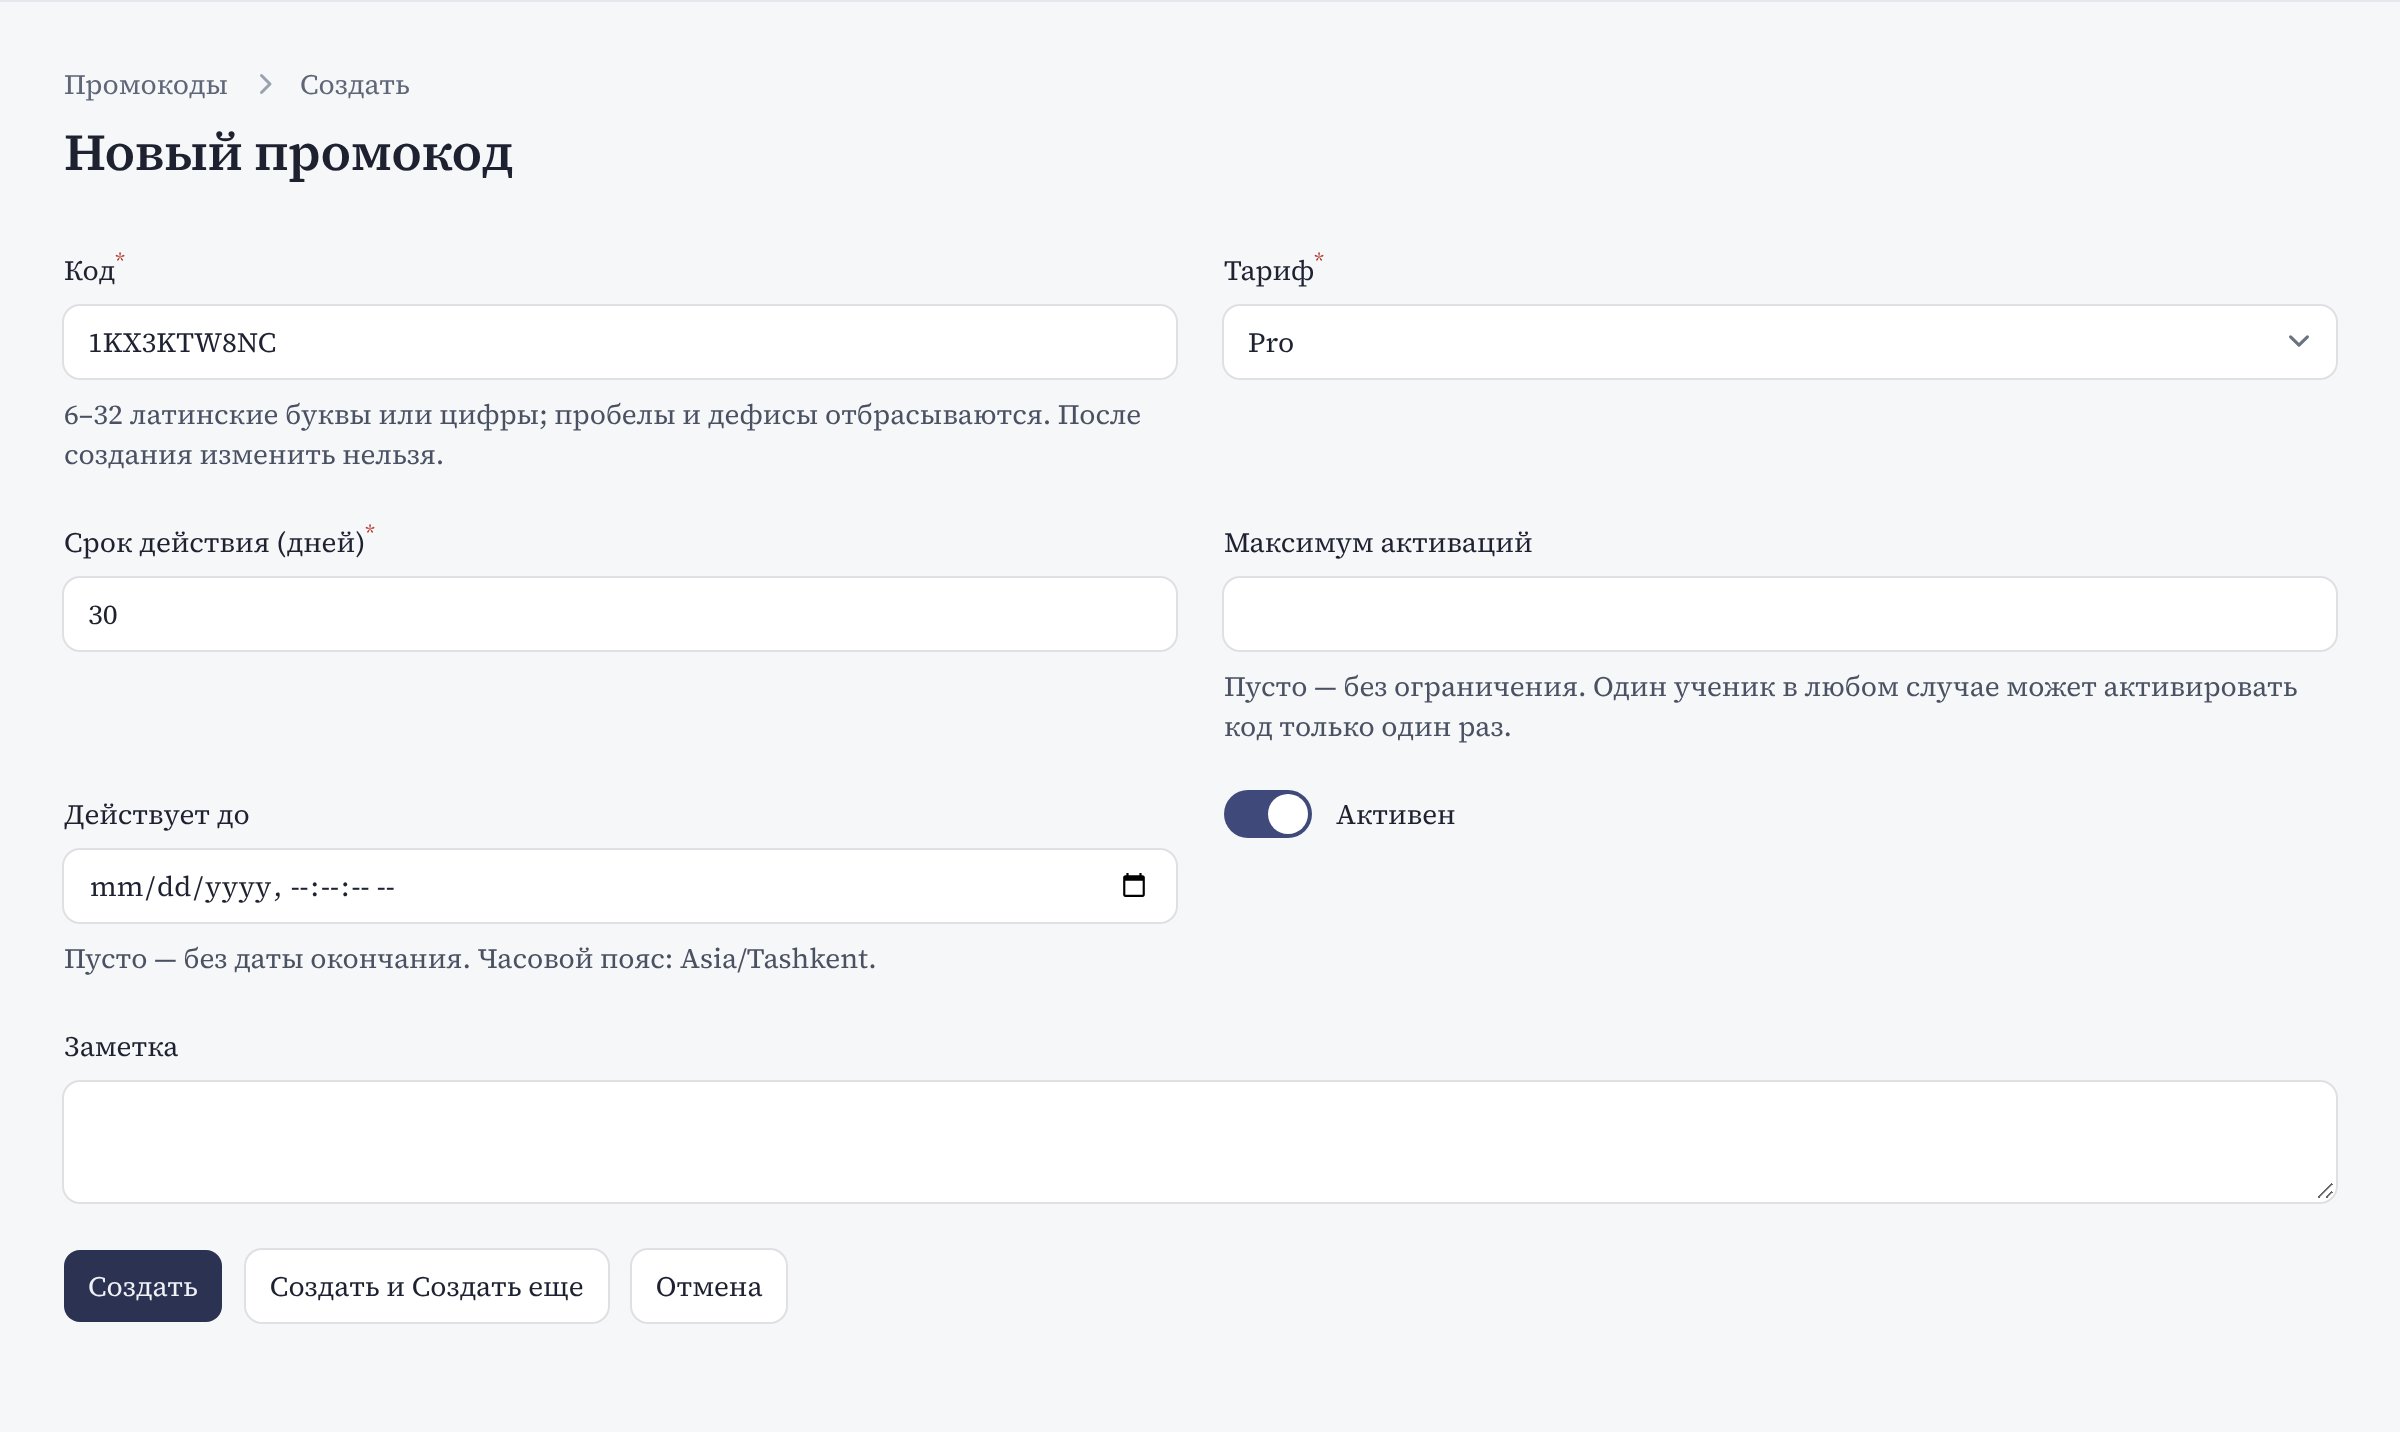 Промокоды > Создать
Новый промокод
Код*
Тариф*
1KX3KTW8NC
Pro
6–32 латинские буквы или цифры; пробелы и дефисы отбрасываются. После
создания изменить нельзя.
Срок действия (дней)*
Максимум активаций
30
Пусто — без ограничения. Один ученик в любом случае может активировать
код только один раз.
Действует до
Активен
mm/dd/yyyy, --:--:-- --
Пусто — без даты окончания. Часовой пояс: Asia/Tashkent.
Заметка
Создать
Создать и Создать еще
Отмена